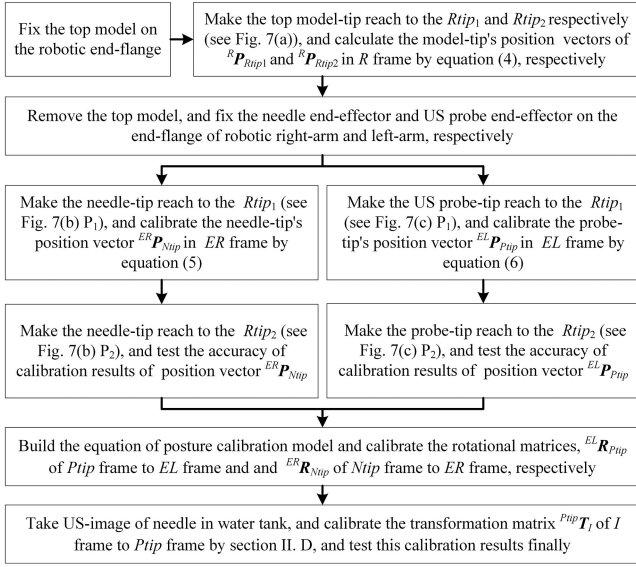 Fix the top model on
the robotic end-flange
Make the top model-tip reach to the Rtip1 and Rtip2 respectively
(see Fig. 7(a)), and calculate the model-tip's position vectors of
RPRtip1 and RPRtip2 in R frame by equation (4), respectively
Remove the top model, and fix the needle end-effector and US probe end-effector on the
end-flange of robotic right-arm and left-arm, respectively
Make the needle-tip reach to the Rtip1 (see
Fig. 7(b) P1), and calibrate the needle-tip's
position vector ERPNtip in ER frame by
equation (5)
Make the US probe-tip reach to the Rtip1
(see Fig. 7(c) P1), and calibrate the probe-
tip's position vector ELPPtip in EL frame by
equation (6)
Make the needle-tip reach to the Rtip2 (see
Fig. 7(b) P2), and test the accuracy of
calibration results of position vector ERPNtip
Make the probe-tip reach to the Rtip2 (see
Fig. 7(c) P2), and test the accuracy of
calibration results of position vector ELPPtip
Build the equation of posture calibration model and calibrate the rotational matrices, ELRPtip
of Ptip frame to EL frame and and ERRNtip of Ntip frame to ER frame, respectively
Take US-image of needle in water tank, and calibrate the transformation matrix PtipTI of I
frame to Ptip frame by section II. D, and test this calibration results finally